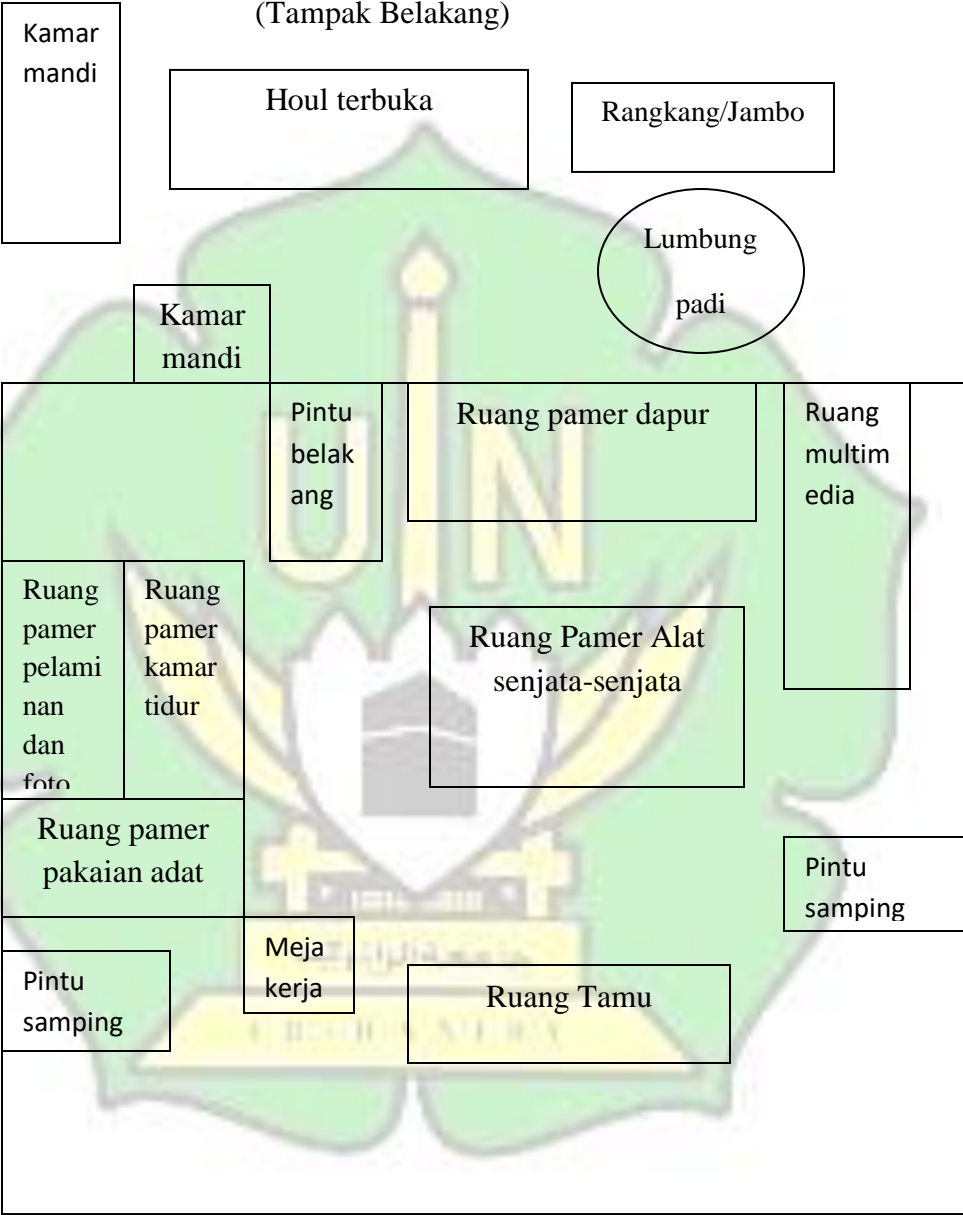 (Tampak Belakang)
Kamar
mandi
Houl terbuka
Rangkang/Jambo
Lumbung
padi
Kamar
mandi
Pintu
belak
ang
Ruang pamer dapur
Ruang
multim
edia
Ruang
pamer
pelami
nan
dan
foto
Ruang
pamer
kamar
tidur
Ruang Pamer Alat
senjata-senjata
Ruang pamer
pakaian adat
Pintu
samping
Meja
kerja
Pintu
samping
Ruang Tamu
UIN